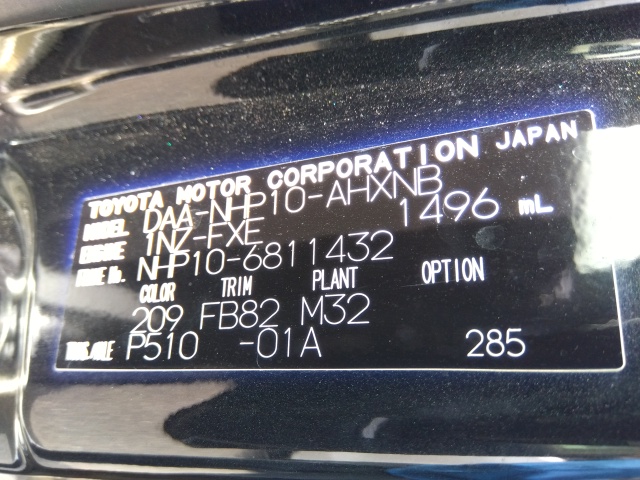 TOYOTA MOTOR CORPORATION JAPAN
MODEL DAA-NHP10-AHXNB
ENGINE 1NZ-FXE 1496 mL
FRAME No. NHP10-6811432
COLOR TRIM PLANT OPTION
209 FB82 M32
TRANS.AXLE P510 -01A 285